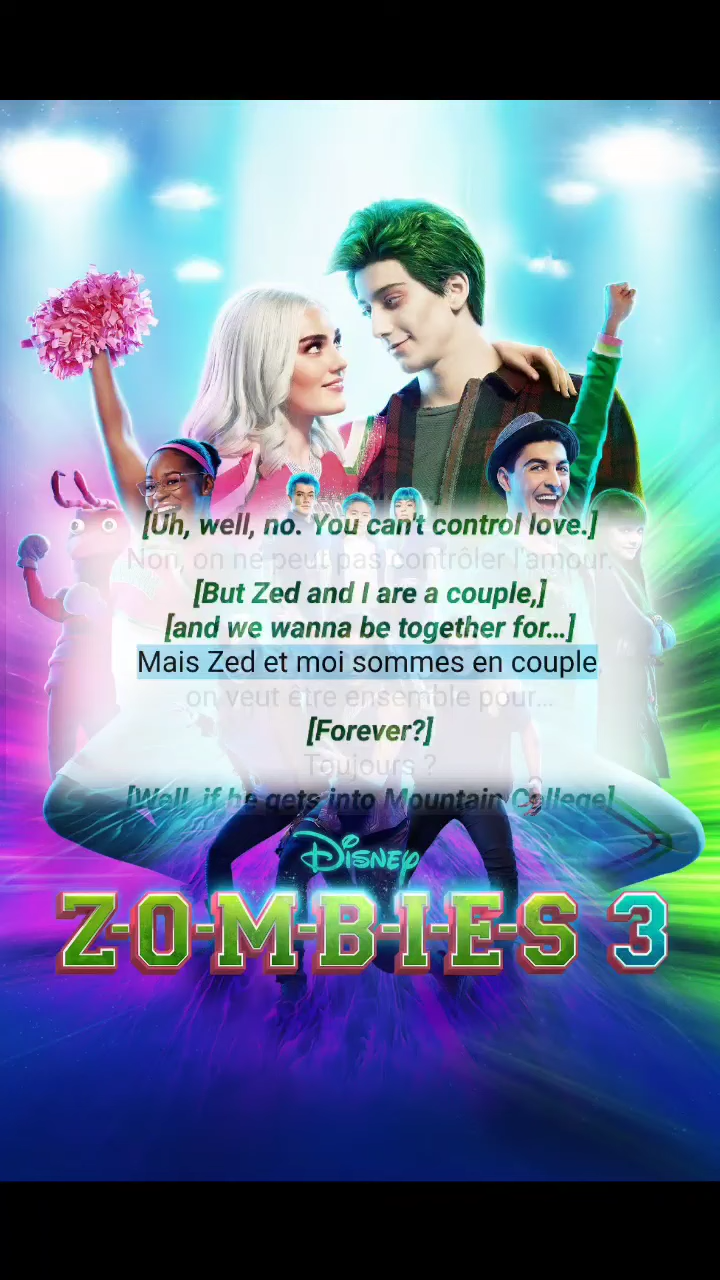 [Uh, well, no. You can't control love.]
Non, on ne peut pas contrôler l'amour.
[But Zed and I are a couple,]
[and we wanna be together for...]
Mais Zed et moi sommes en couple
on veut être ensemble pour...
[Forever?]
Toujours ?
[Well, if he gets into Mountain College]
Disney
Z-O-M-B-I-E-S 3